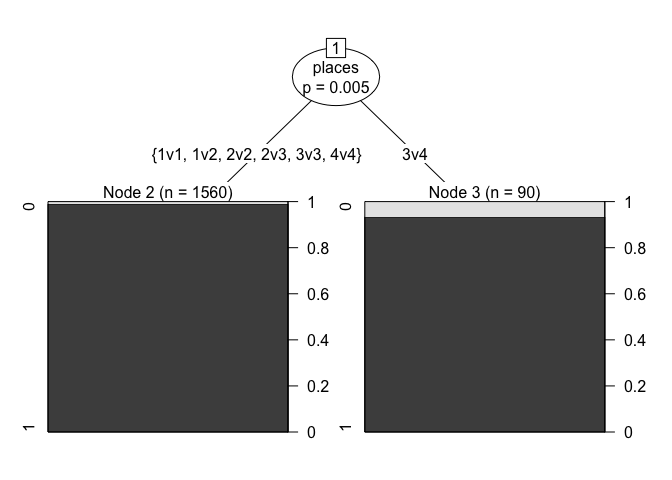 1
places
p = 0.005
{1v1, 1v2, 2v2, 2v3, 3v3, 4v4}
3v4
Node 2 (n = 1560)
0
1
1
0.8
0.6
0.4
0.2
0
Node 3 (n = 90)
0
1
1
0.8
0.6
0.4
0.2
0